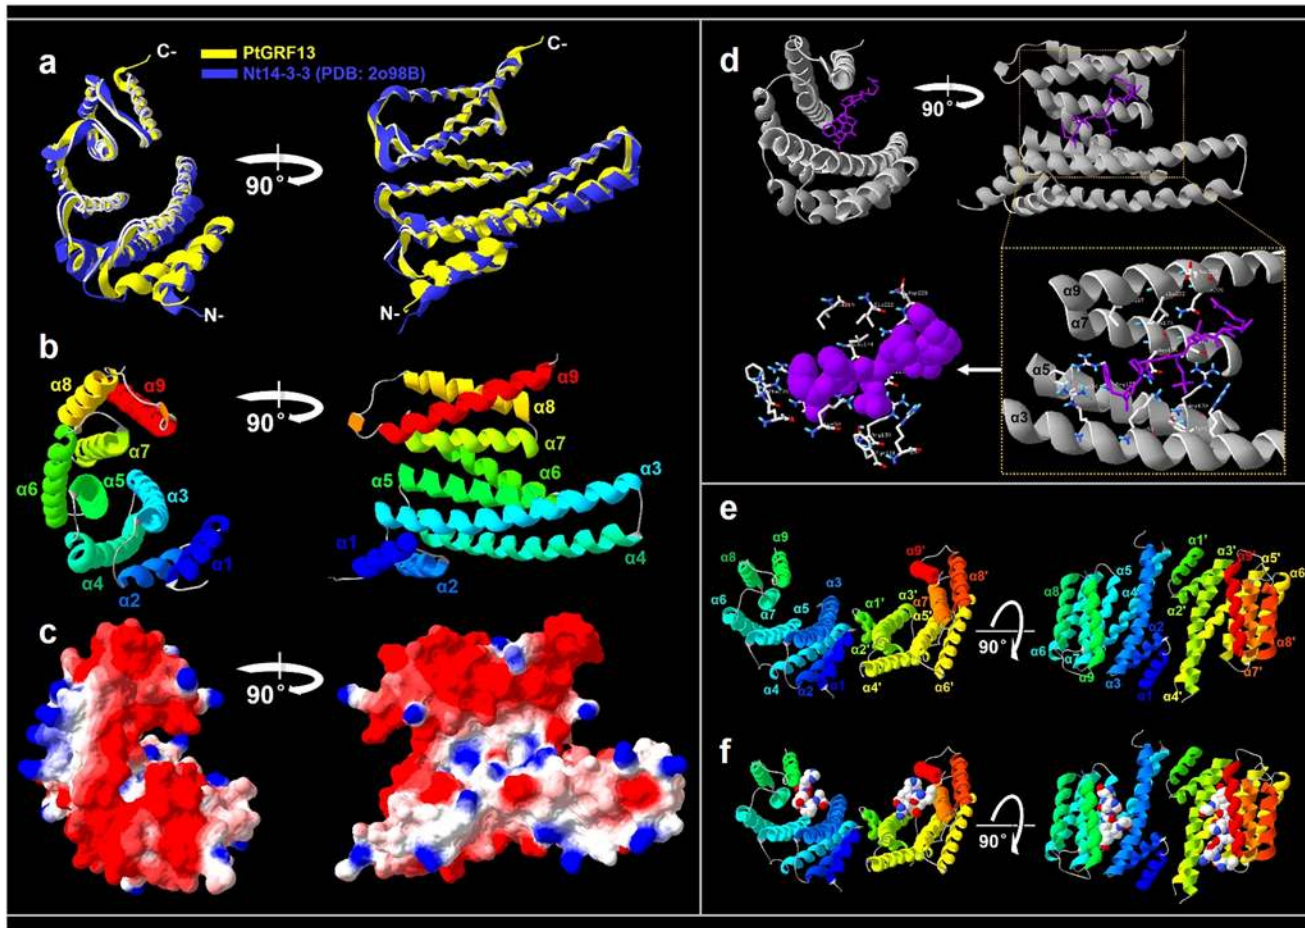 a
C-
PtGRF13
Nt14-3-3 (PDB: 2o98B)
C-
90°
N-
N-
b
α8
α9
α7
α6
α5
α3
α4
α2
α1
90°
α9
α8
α7
α6
α5
α3
α1
α2
α4
c
90°
d
90°
α9
α7
α5
α3
e
α9
α8
α3
α6
α7
α5
α4
α2
α1
α9'
α8'
α1'
α3'
α7
α5'
α2'
α4'
α6'
90°
α1'
α3'
α9'
α5'
α6
α8
α5
α4
α2'
α2
α6
α7
α9
α3
α1
α4'
α7'
α8'
f
90°